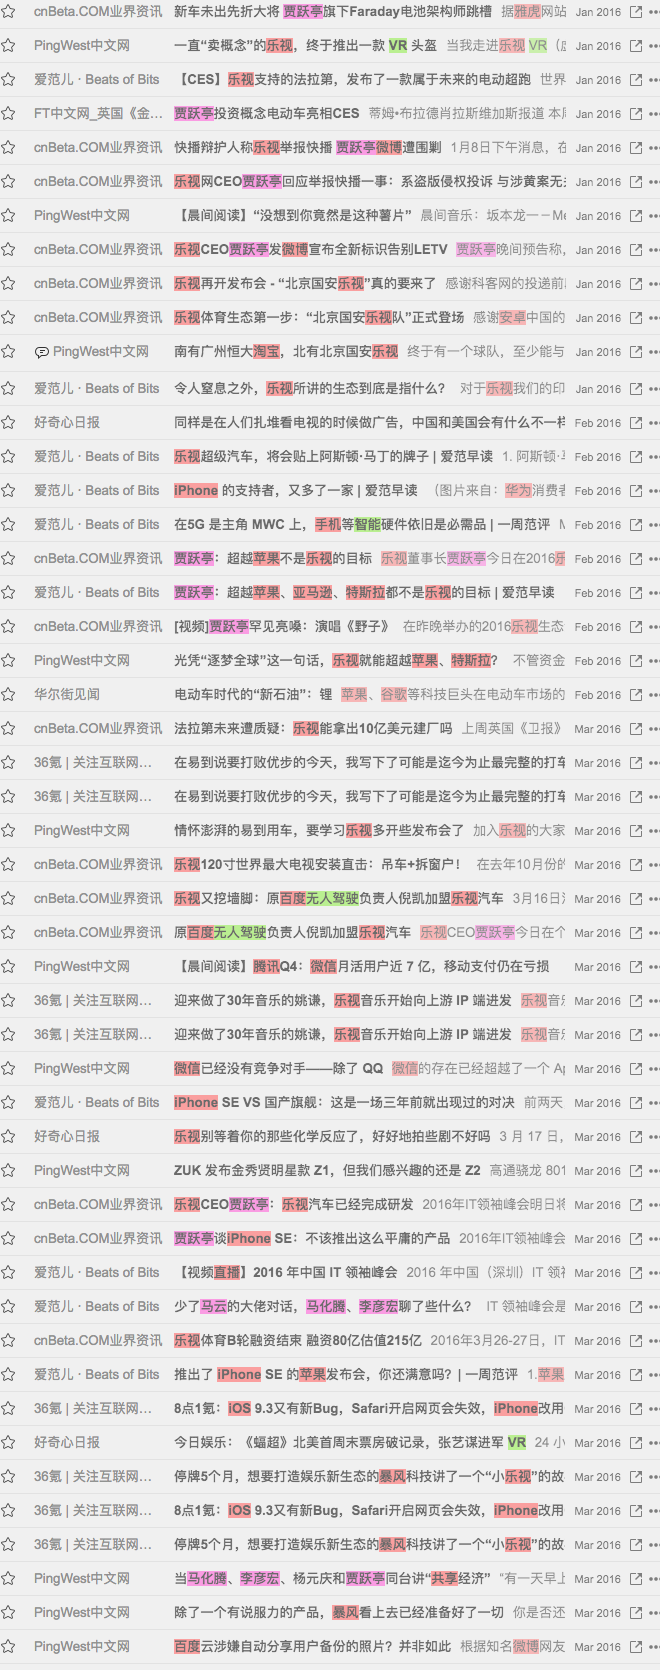 cnBeta.COM业界资讯 新车未出先折大将 贾跃亭旗下Faraday电池架构师跳槽 据雅虎网站 Jan 2016
PingWest中文网 一直“卖概念”的乐视，终于推出一款 VR 头盔 当我走进乐视 VR（ Jan 2016
爱范儿 · Beats of Bits 【CES】乐视支持的法拉第，发布了一款属于未来的电动超跑 世界 Jan 2016
FT中文网_英国《金... 贾跃亭投资概念电动车亮相CES 蒂姆•布拉德肖拉斯维加斯报道 本 Jan 2016
cnBeta.COM业界资讯 快播辩护人称乐视举报快播 贾跃亭微博遭围剿 1月8日下午消息，在 Jan 2016
cnBeta.COM业界资讯 乐视网CEO贾跃亭回应举报快播一事：系盗版侵权投诉 与涉黄案无 Jan 2016
PingWest中文网 【晨间阅读】“没想到你竟然是这种薯片” 晨间音乐：坂本龙一－Me Jan 2016
cnBeta.COM业界资讯 乐视CEO贾跃亭发微博宣布全新标识告别LETV 贾跃亭晚间预告称， Jan 2016
cnBeta.COM业界资讯 乐视再开发布会 - “北京国安乐视”真的要来了 感谢科客网的投递前 Jan 2016
cnBeta.COM业界资讯 乐视体育生态第一步：“北京国安乐视队”正式登场 感谢安卓中国的 Jan 2016
PingWest中文网 南有广州恒大淘宝，北有北京国安乐视 终于有一个球队，至少能与 Jan 2016
爱范儿 · Beats of Bits 令人窒息之外，乐视所讲的生态到底是指什么？ 对于乐视我们的印 Jan 2016
好奇心日报 同样是在人们扎堆看电视的时候做广告，中国和美国会有什么不一样 Feb 2016
爱范儿 · Beats of Bits 乐视超级汽车，将会贴上阿斯顿·马丁的牌子 | 爱范早读 1. 阿斯顿· Feb 2016
爱范儿 · Beats of Bits iPhone 的支持者，又多了一家 | 爱范早读 （图片来自：华为消费者 Feb 2016
爱范儿 · Beats of Bits 在5G 是主角 MWC 上，手机等智能硬件依旧是必需品 | 一周范评 M Feb 2016
cnBeta.COM业界资讯 贾跃亭：超越苹果不是乐视的目标 乐视董事长贾跃亭今日在2016 Feb 2016
爱范儿 · Beats of Bits 贾跃亭：超越苹果、亚马逊、特斯拉都不是乐视的目标 | 爱范早读 Feb 2016
cnBeta.COM业界资讯 [视频]贾跃亭罕见亮嗓：演唱《野子》 在昨晚举办的2016乐视生态 Feb 2016
PingWest中文网 光凭“逐梦全球”这一句话，乐视就能超越苹果、特斯拉？ 不管资金 Feb 2016
华尔街见闻 电动车时代的“新石油”：锂 苹果、谷歌等科技巨头在电动车市场的 Feb 2016
cnBeta.COM业界资讯 法拉第未来遭质疑：乐视能拿出10亿美元建厂吗 上周英国《卫报》 Mar 2016
36氪 | 关注互联网... 在易到说要打败优步的今天，我写下了可能是迄今为止最完整的打车 Mar 2016
36氪 | 关注互联网... 在易到说要打败优步的今天，我写下了可能是迄今为止最完整的打车 Mar 2016
PingWest中文网 情怀澎湃的易到用车，要学习乐视多开些发布会了 加入乐视的大家 Mar 2016
cnBeta.COM业界资讯 乐视120寸世界最大电视安装直击：吊车+拆窗户！ 在去年10月份的 Mar 2016
cnBeta.COM业界资讯 乐视又挖墙脚：原百度无人驾驶负责人倪凯加盟乐视汽车 3月16日 Mar 2016
cnBeta.COM业界资讯 原百度无人驾驶负责人倪凯加盟乐视汽车 乐视CEO贾跃亭今日在个 Mar 2016
PingWest中文网 【晨间阅读】腾讯Q4：微信月活用户近 7 亿，移动支付仍在亏损 Mar 2016
36氪 | 关注互联网... 迎来做了30年音乐的姚谦，乐视音乐开始向上游 IP 端进发 乐视音 Mar 2016
36氪 | 关注互联网... 迎来做了30年音乐的姚谦，乐视音乐开始向上游 IP 端进发 乐视音 Mar 2016
PingWest中文网 微信已经没有竞争对手——除了 QQ 微信的存在已经超越了一个 Ap Mar 2016
爱范儿 · Beats of Bits iPhone SE VS 国产旗舰：这是一场三年前就出现过的对决 前两天 Mar 2016
好奇心日报 乐视别等着你的那些化学反应了，好好地拍些剧不好吗 3 月 17 日， Mar 2016
PingWest中文网 ZUK 发布金秀贤明星款 Z1，但我们感兴趣的还是 Z2 高通骁龙 801 Mar 2016
cnBeta.COM业界资讯 乐视CEO贾跃亭：乐视汽车已经完成研发 2016年IT领袖峰会明日将 Mar 2016
cnBeta.COM业界资讯 贾跃亭谈iPhone SE：不该推出这么平庸的产品 2016年IT领袖峰会 Mar 2016
爱范儿 · Beats of Bits 【视频直播】2016 年中国 IT 领袖峰会 2016 年中国（深圳）IT 领 Mar 2016
爱范儿 · Beats of Bits 少了马云的大佬对话，马化腾、李彦宏聊了些什么？ IT 领袖峰会是 Mar 2016
cnBeta.COM业界资讯 乐视体育B轮融资结束 融资80亿估值215亿 2016年3月26-27日，IT Mar 2016
爱范儿 · Beats of Bits 推出了 iPhone SE 的苹果发布会，你还满意吗？| 一周范评 1.苹果 Mar 2016
36氪 | 关注互联网... 8点1氪：iOS 9.3又有新Bug，Safari开启网页会失效，iPhone改用 Mar 2016
好奇心日报 今日娱乐：《蝙超》北美首周末票房破记录，张艺谋进军 VR 24 小 Mar 2016
36氪 | 关注互联网... 停牌5个月，想要打造娱乐新生态的暴风科技讲了一个“小乐视”的故 Mar 2016
36氪 | 关注互联网... 8点1氪：iOS 9.3又有新Bug，Safari开启网页会失效，iPhone改用 Mar 2016
36氪 | 关注互联网... 停牌5个月，想要打造娱乐新生态的暴风科技讲了一个“小乐视”的故 Mar 2016
PingWest中文网 当马化腾、李彦宏、杨元庆和贾跃亭同台讲“共享经济” “有一天早上 Mar 2016
PingWest中文网 除了一个有说服力的产品，暴风看上去已经准备好了一切 你是否还 Mar 2016
PingWest中文网 百度云涉嫌自动分享用户备份的照片？并非如此 根据知名微博网友 Mar 2016